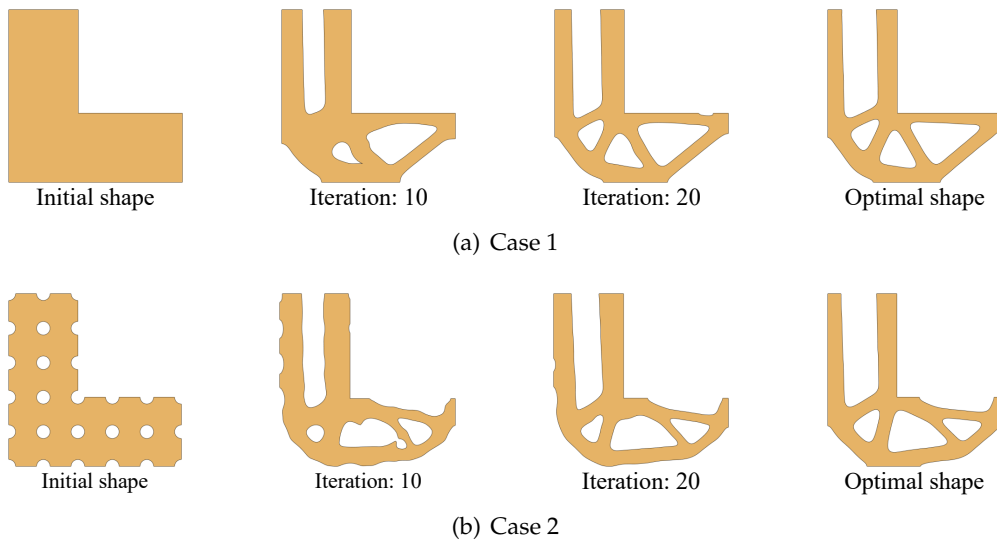 Initial shape
Iteration: 10
Iteration: 20
Optimal shape
(a) Case 1
Initial shape
Iteration: 10
Iteration: 20
Optimal shape
(b) Case 2